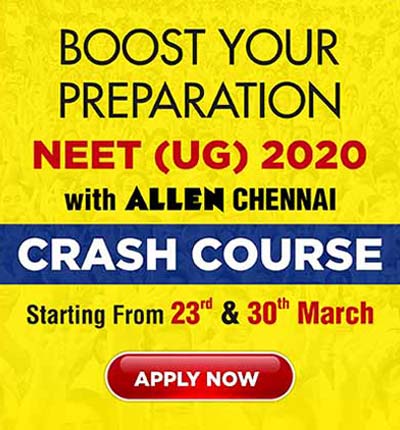 BOOST YOUR
PREPARATION
NEET (UG) 2020
with ALLEN CHENNAI
CRASH COURSE
Starting From 23rd & 30th March
APPLY NOW